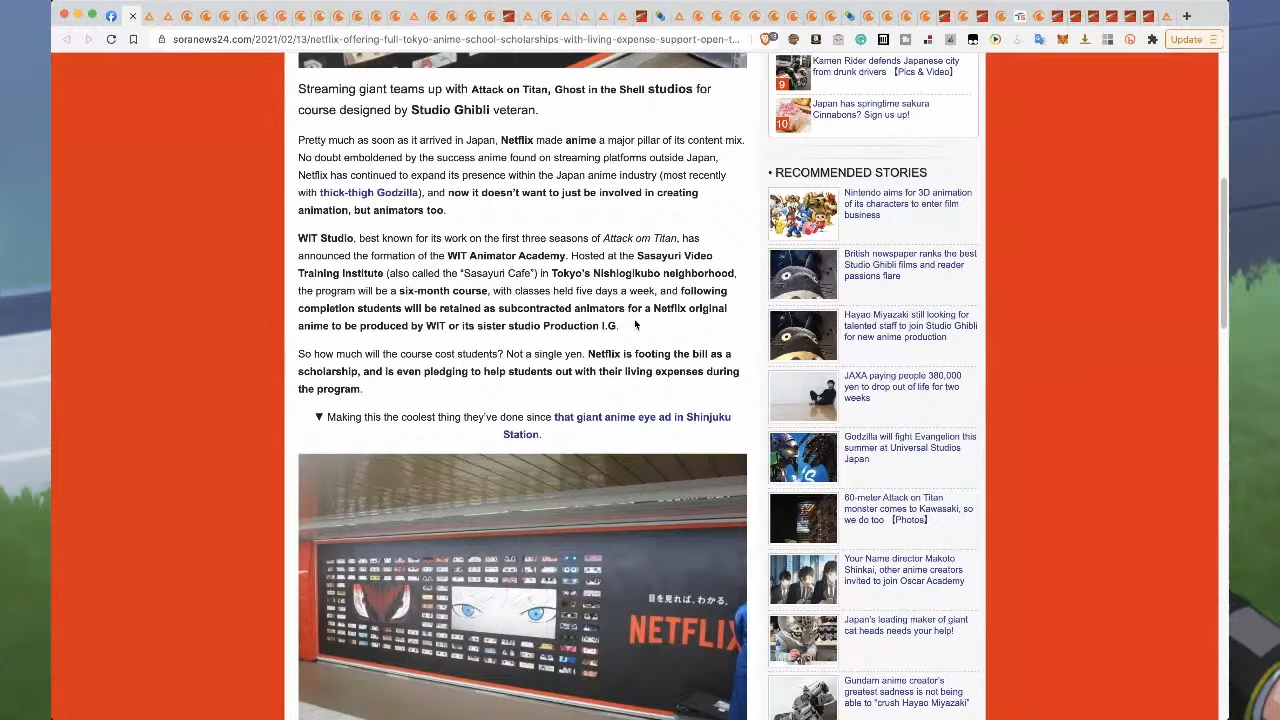 Update
soranews24.com/2021/02/13/netflix-offering-full-tokyo-anime-school-scholarships-with-living-expense-support-open-t...
Streaming giant teams up with Attack on Titan, Ghost in the Shell studios for
course designed by Studio Ghibli veteran.
Pretty much as soon as it arrived in Japan, Netflix made anime a major pillar of its content mix.
No doubt emboldened by the success anime found on streaming platforms outside Japan,
Netflix has continued to expand its presence within the Japan anime industry (most recently
with thick-thigh Godzilla), and now it doesn't want to just be involved in creating
animation, but animators too.
WIT Studio, best known for its work on the first three seasons of Attack om Titan, has
announced the formation of the WIT Animator Academy. Hosted at the Sasayuri Video
Training Institute (also called the "Sasayuri Cafe") in Tokyo's Nishiogikubo neighborhood,
the program will be a six-month course, with classes held five days a week, and following
completion students will be retained as subcontracted animators for a Netflix original
anime to be produced by WIT or its sister studio Production I.G.
So how much will the course cost students? Not a single yen. Netflix is footing the bill as a
scholarship, and is even pledging to help students out with their living expenses during
the program.
▼ Making this the coolest thing they've done since that giant anime eye ad in Shinjuku
Station.
目を見れば、わかる。
NETFLIX
9
Kamen Rider defends Japanese city
from drunk drivers 【Pics & Video】
10
Japan has springtime sakura
Cinnabons? Sign us up!
• RECOMMENDED STORIES
Nintendo aims for 3D animation
of its characters to enter film
business
British newspaper ranks the best
Studio Ghibli films and reader
passions flare
Hayao Miyazaki still looking for
talented staff to join Studio Ghibli
for new anime production
JAXA paying people 380,000
yen to drop out of life for two
weeks
Godzilla will fight Evangelion this
summer at Universal Studios
Japan
60-meter Attack on Titan
monster comes to Kawasaki, so
we do too 【Photos】
Your Name director Makoto
Shinkai, other anime creators
invited to join Oscar Academy
Japan's leading maker of giant
cat heads needs your help!
Gundam anime creator's
greatest sadness is not being
able to "crush Hayao Miyazaki"